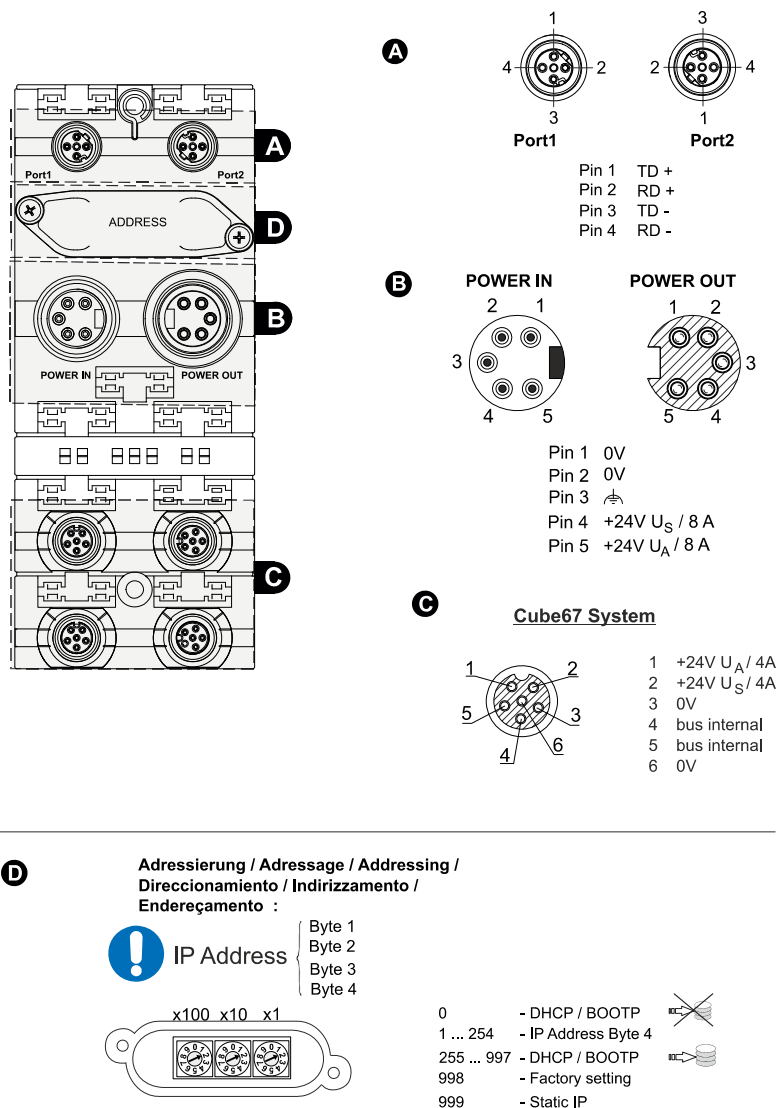 A
1
4 2
3
Port1
3
2 4
1
Port2
Pin 1 TD +
Pin 2 RD +
Pin 3 TD -
Pin 4 RD -
Port1 Port2
A
ADDRESS
D
B
POWER IN POWER OUT
C
B
POWER IN
2 1
3
4 5
POWER OUT
1 2
3
5 4
Pin 1 0V
Pin 2 0V
Pin 3
Pin 4 +24V US / 8 A
Pin 5 +24V UA / 8 A
C
Cube67 System
1 2
5 3
4 6
1 +24V UA / 4A
2 +24V US / 4A
3 0V
4 bus internal
5 bus internal
6 0V
D
Adressierung / Adressage / Addressing /
Direccionamiento / Indirizzamento /
Endereçamento :
! IP Address
Byte 1
Byte 2
Byte 3
Byte 4
x100 x10 x1
0 - DHCP / BOOTP
1 ... 254 - IP Address Byte 4
255 ... 997 - DHCP / BOOTP
998 - Factory setting
999 - Static IP